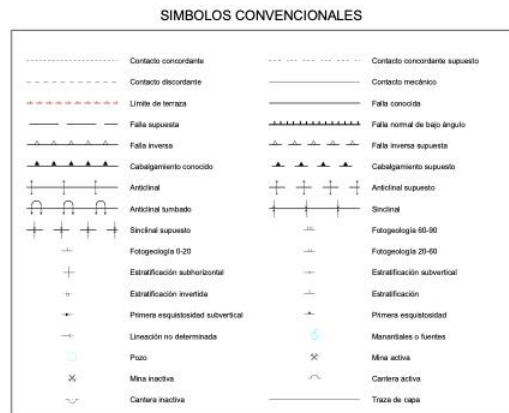 SIMBOLOS CONVENCIONALES
Contacto concordante
Contacto concordante supuesto
Contacto discordante
Contacto mecánico
Límite de terraza
Falla conocida
Falla supuesta
Falla normal de bajo ángulo
Falla inversa
Falla inversa supuesta
Cabalgamiento conocido
Cabalgamiento supuesto
Anticlinal
Anticlinal supuesto
Anticlinal tumbado
Sinclinal
Sinclinal supuesto
Fotogeología 60-90
Fotogeología 0-20
Fotogeología 20-60
Estratificación subhorizontal
Estratificación subvertical
Estratificación invertida
Estratificación
Primera esquistosidad subvertical
Primera esquistosidad
Lineación no determinada
Manantiales o fuentes
Pozo
Mina activa
Mina inactiva
Cantera activa
Cantera inactiva
Traza de capa